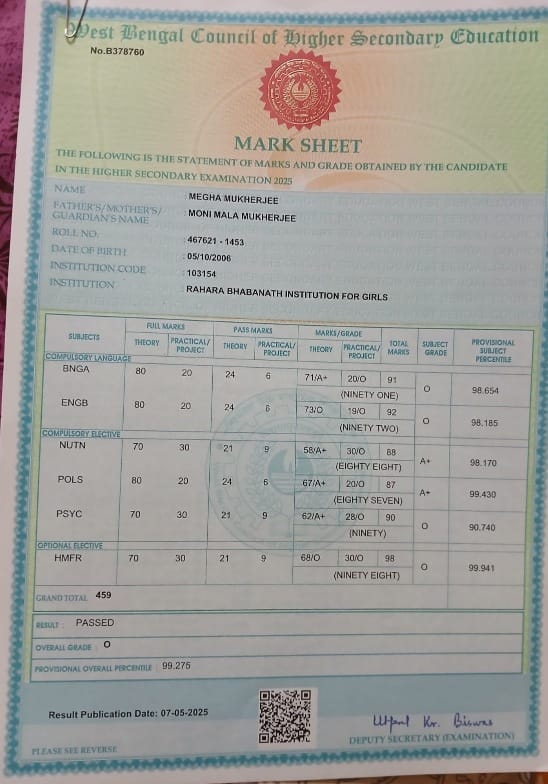 West Bengal Council of Higher Secondary Education
No.B378760
MARK SHEET
THE FOLLOWING IS THE STATEMENT OF MARKS AND GRADE OBTAINED BY THE CANDIDATE
IN THE HIGHER SECONDARY EXAMINATION 2025
NAME : MEGHA MUKHERJEE
FATHER'S/MOTHER'S/
GUARDIAN'S NAME : MONI MALA MUKHERJEE
ROLL NO. : 467621 - 1453
DATE OF BIRTH : 05/10/2006
INSTITUTION CODE : 103154
INSTITUTION : RAHARA BHABANATH INSTITUTION FOR GIRLS
SUBJECTS FULL MARKS PASS MARKS MARKS/GRADE TOTAL MARKS SUBJECT GRADE PROVISIONAL SUBJECT PERCENTILE
THEORY PRACTICAL/PROJECT THEORY PRACTICAL/PROJECT THEORY PRACTICAL/PROJECT
COMPULSORY LANGUAGE
BNGA 80 20 24 6 71/A+ 20/O 91 O 98.654
(NINETY ONE)
ENGB 80 20 24 6 73/O 19/O 92 O 98.185
(NINETY TWO)
COMPULSORY ELECTIVE
NUTN 70 30 21 9 58/A+ 30/O 88 A+ 98.170
(EIGHTY EIGHT)
POLS 80 20 24 6 67/A+ 20/O 87 A+ 99.430
(EIGHTY SEVEN)
PSYC 70 30 21 9 62/A+ 28/O 90 O 90.740
(NINETY)
OPTIONAL ELECTIVE
HMFR 70 30 21 9 68/O 30/O 98 O 99.941
(NINETY EIGHT)
GRAND TOTAL 459
RESULT : PASSED
OVERALL GRADE : O
PROVISIONAL OVERALL PERCENTILE : 99.275
Result Publication Date: 07-05-2025
Utpal Kr. Biswas
DEPUTY SECRETARY (EXAMINATION)
PLEASE SEE REVERSE